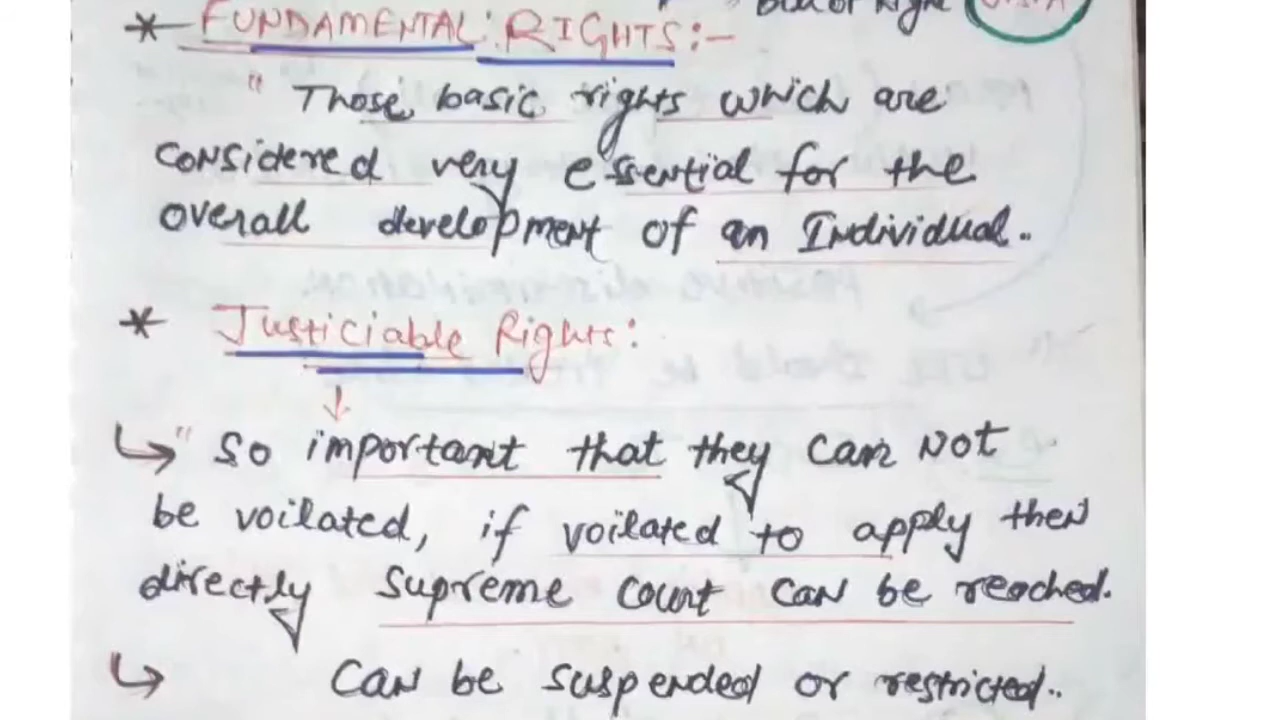 * FUNDAMENTAL RIGHTS:-
" Those basic rights which are
considered very essential for the
overall development of an Individual..
* Justiciable Rights:
↓
↳ " So important that they can not
be voilated, if voilated to apply then
directly supreme court can be reached.
↳ Can be suspended or restricted..